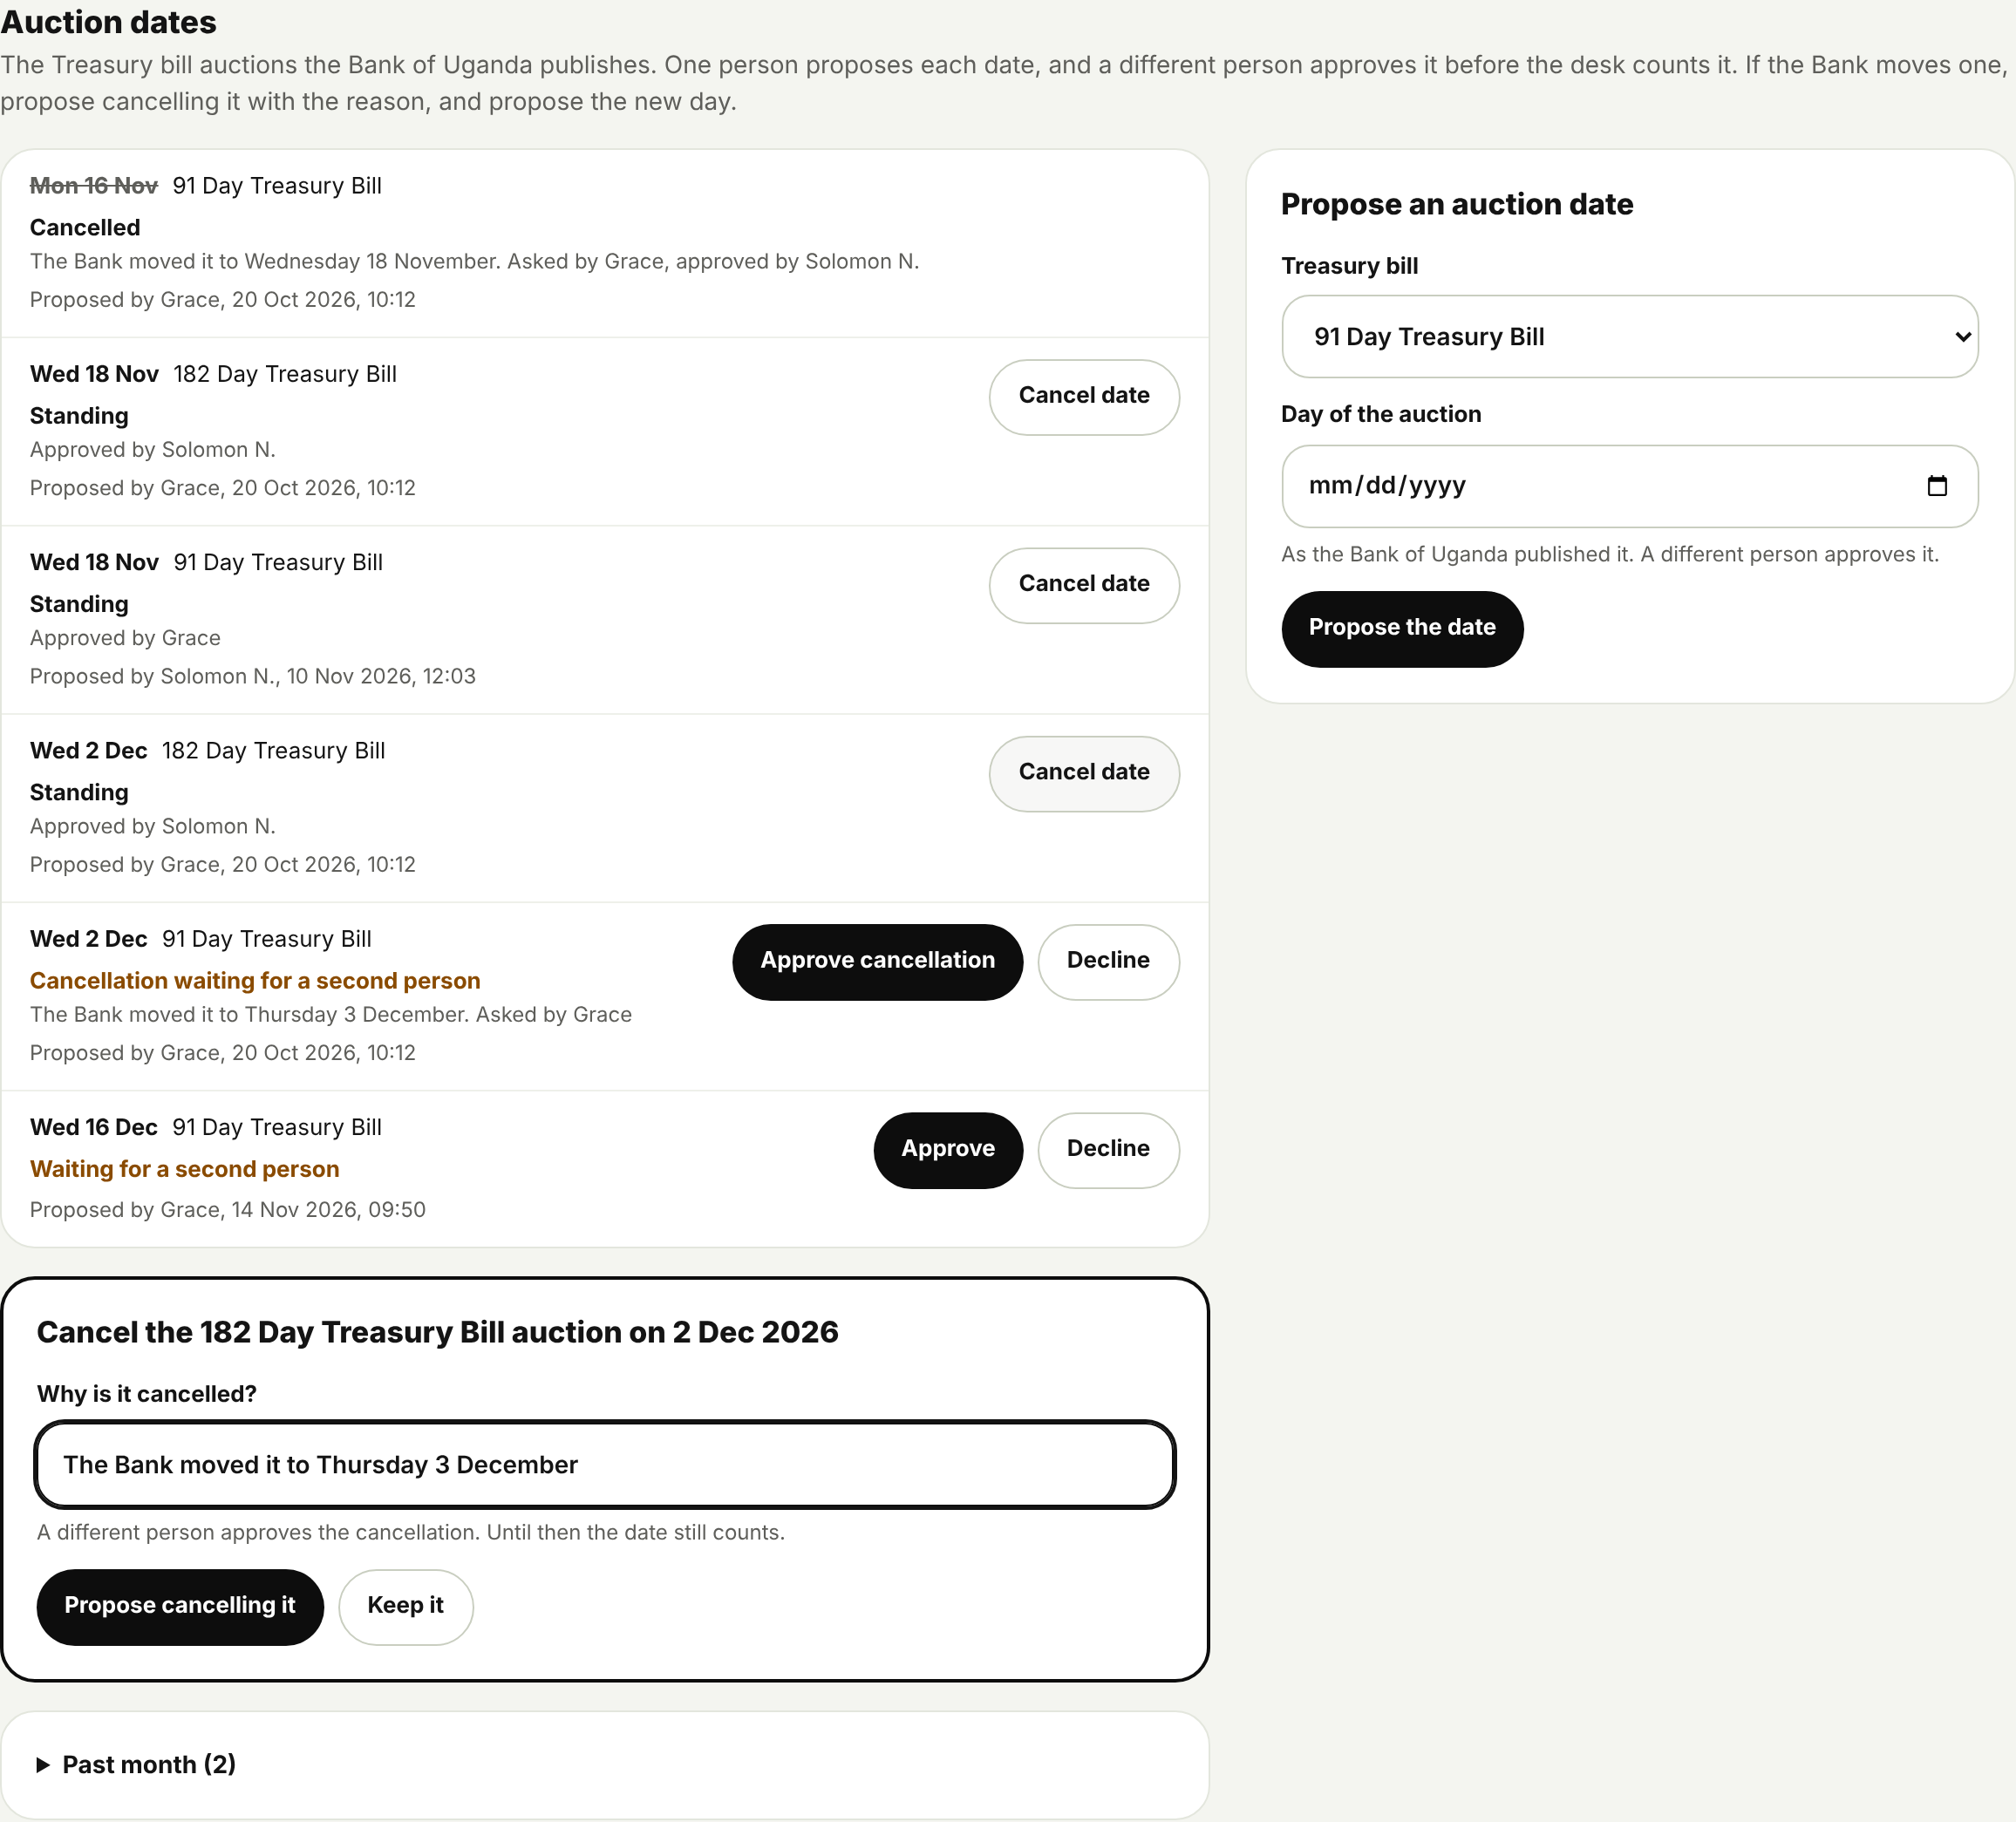 Auction dates
The Treasury bill auctions the Bank of Uganda publishes. One person proposes each date, and a different person approves it before the desk counts it. If the Bank moves one,
propose cancelling it with the reason, and propose the new day.
Mon 16 Nov 91 Day Treasury Bill
Cancelled
The Bank moved it to Wednesday 18 November. Asked by Grace, approved by Solomon N.
Proposed by Grace, 20 Oct 2026, 10:12
Wed 18 Nov 182 Day Treasury Bill
Cancel date
Standing
Approved by Solomon N.
Proposed by Grace, 20 Oct 2026, 10:12
Wed 18 Nov 91 Day Treasury Bill
Cancel date
Standing
Approved by Grace
Proposed by Solomon N., 10 Nov 2026, 12:03
Wed 2 Dec 182 Day Treasury Bill
Cancel date
Standing
Approved by Solomon N.
Proposed by Grace, 20 Oct 2026, 10:12
Wed 2 Dec 91 Day Treasury Bill
Approve cancellation
Decline
Cancellation waiting for a second person
The Bank moved it to Thursday 3 December. Asked by Grace
Proposed by Grace, 20 Oct 2026, 10:12
Wed 16 Dec 91 Day Treasury Bill
Approve
Decline
Waiting for a second person
Proposed by Grace, 14 Nov 2026, 09:50
Cancel the 182 Day Treasury Bill auction on 2 Dec 2026
Why is it cancelled?
The Bank moved it to Thursday 3 December
A different person approves the cancellation. Until then the date still counts.
Propose cancelling it
Keep it
Past month (2)
Propose an auction date
Treasury bill
91 Day Treasury Bill
Day of the auction
mm/dd/yyyy
As the Bank of Uganda published it. A different person approves it.
Propose the date